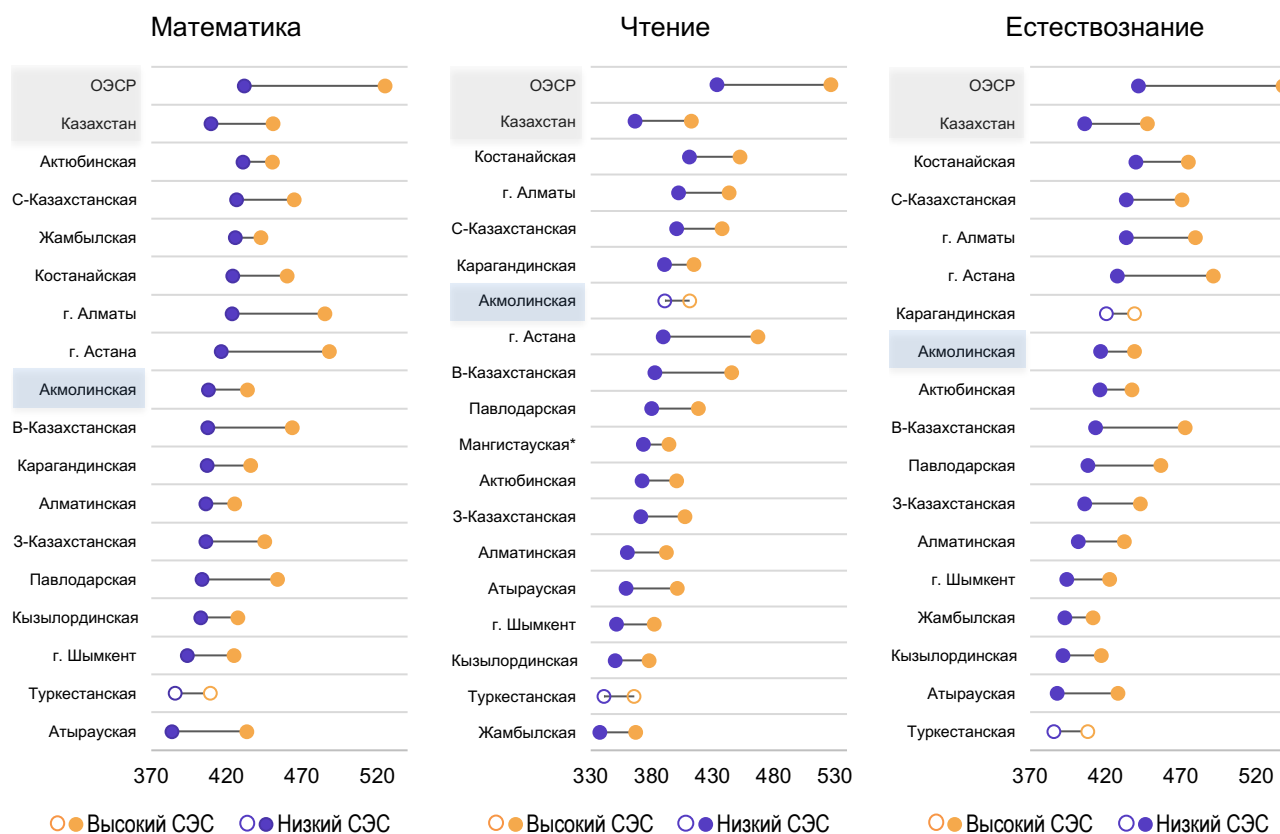 Математика
ОЭСР
Казахстан
Актюбинская
С-Казахстанская
Жамбылская
Костанайская
г. Алматы
г. Астана
Акмолинская
В-Казахстанская
Карагандинская
Алматинская
З-Казахстанская
Павлодарская
Кызылординская
г. Шымкент
Туркестанская
Атырауская
370 420 470 520
Высокий СЭС Низкий СЭС
Чтение
ОЭСР
Казахстан
Костанайская
г. Алматы
С-Казахстанская
Карагандинская
Акмолинская
г. Астана
В-Казахстанская
Павлодарская
Мангистауская*
Актюбинская
З-Казахстанская
Алматинская
Атырауская
г. Шымкент
Кызылординская
Туркестанская
Жамбылская
330 380 430 480 530
Высокий СЭС Низкий СЭС
Естествознание
ОЭСР
Казахстан
Костанайская
С-Казахстанская
г. Алматы
г. Астана
Карагандинская
Акмолинская
Актюбинская
В-Казахстанская
Павлодарская
З-Казахстанская
Алматинская
г. Шымкент
Жамбылская
Кызылординская
Атырауская
Туркестанская
370 420 470 520
Высокий СЭС Низкий СЭС